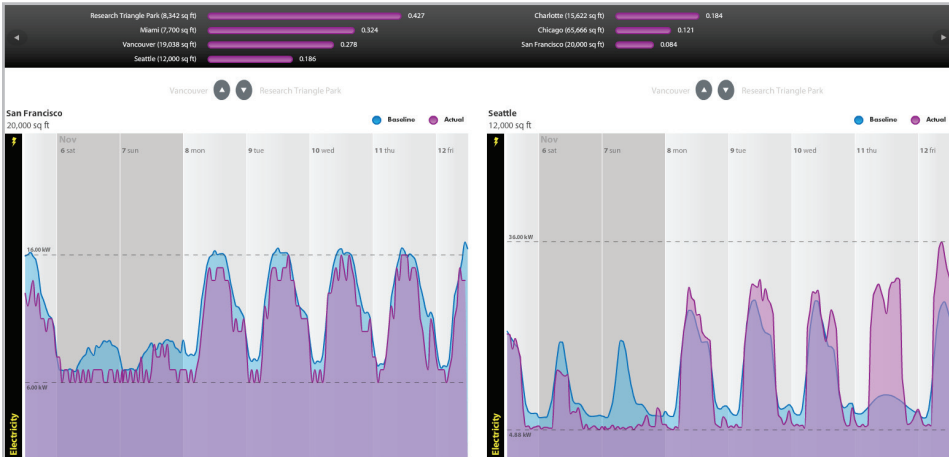 Research Triangle Park (8,342 sq ft) 0.427
Miami (7,700 sq ft) 0.324
Vancouver (19,038 sq ft) 0.278
Seattle (12,000 sq ft) 0.186
Charlotte (15,622 sq ft) 0.184
Chicago (65,666 sq ft) 0.121
San Francisco (20,000 sq ft) 0.084
Vancouver Research Triangle Park
San Francisco
20,000 sq ft
Baseline Actual
Nov
6 sat 7 sun 8 mon 9 tue 10 wed 11 thu 12 fri
16.00 kW
6.00 kW
Electricity
Vancouver Research Triangle Park
Seattle
12,000 sq ft
Baseline Actual
Nov
6 sat 7 sun 8 mon 9 tue 10 wed 11 thu 12 fri
36.00 kW
4.88 kW
Electricity